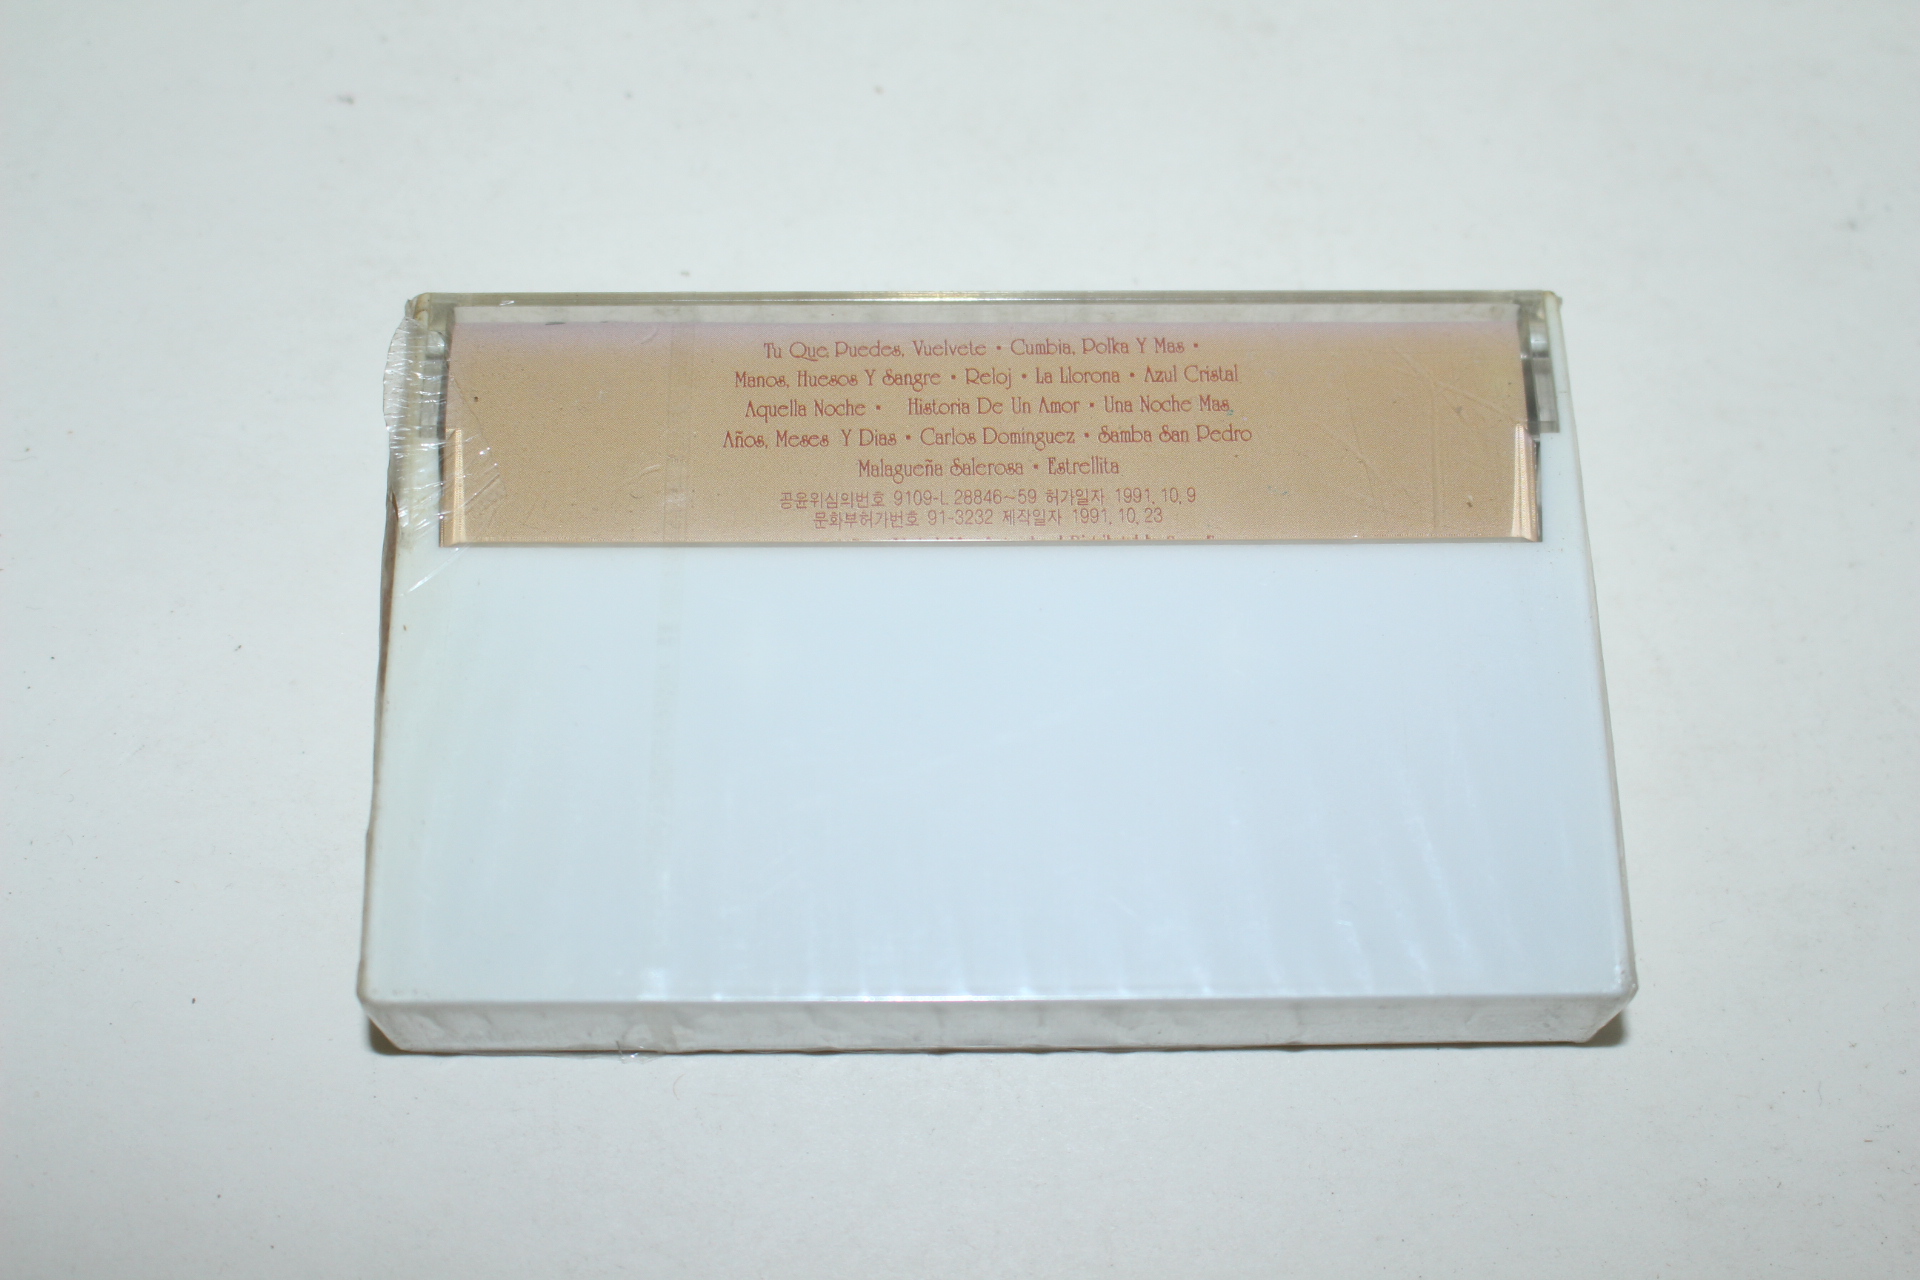 Tu Que Puedes, Vuelvete • Cumbia, Polka Y Mas •
Manos, Huesos Y Sangre • Reloj • La Llorona • Azul Cristal
Aquella Noche • Historia De Un Amor • Una Noche Mas
Años, Meses Y Dias • Carlos Dominguez • Samba San Pedro
Malagueña Salerosa • Estrellita
공윤위심의번호 9109-L 28846~59 허가일자 1991. 10. 9
문화부허가번호 91-3232 제작일자 1991. 10. 23